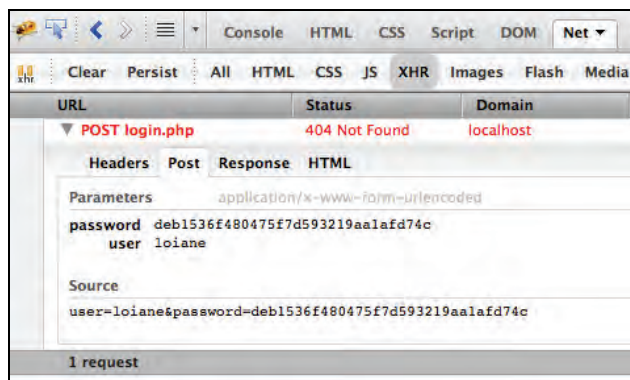 Console HTML CSS Script DOM Net ▼
xhr Clear Persist All HTML CSS JS XHR Images Flash Media
URL Status Domain
▼ POST login.php 404 Not Found localhost
Headers Post Response HTML
Parameters application/x-www-form-urlencoded
password deb1536f480475f7d593219aa1afd74c
user loiane
Source
user=loiane&password=deb1536f480475f7d593219aa1afd74c
1 request